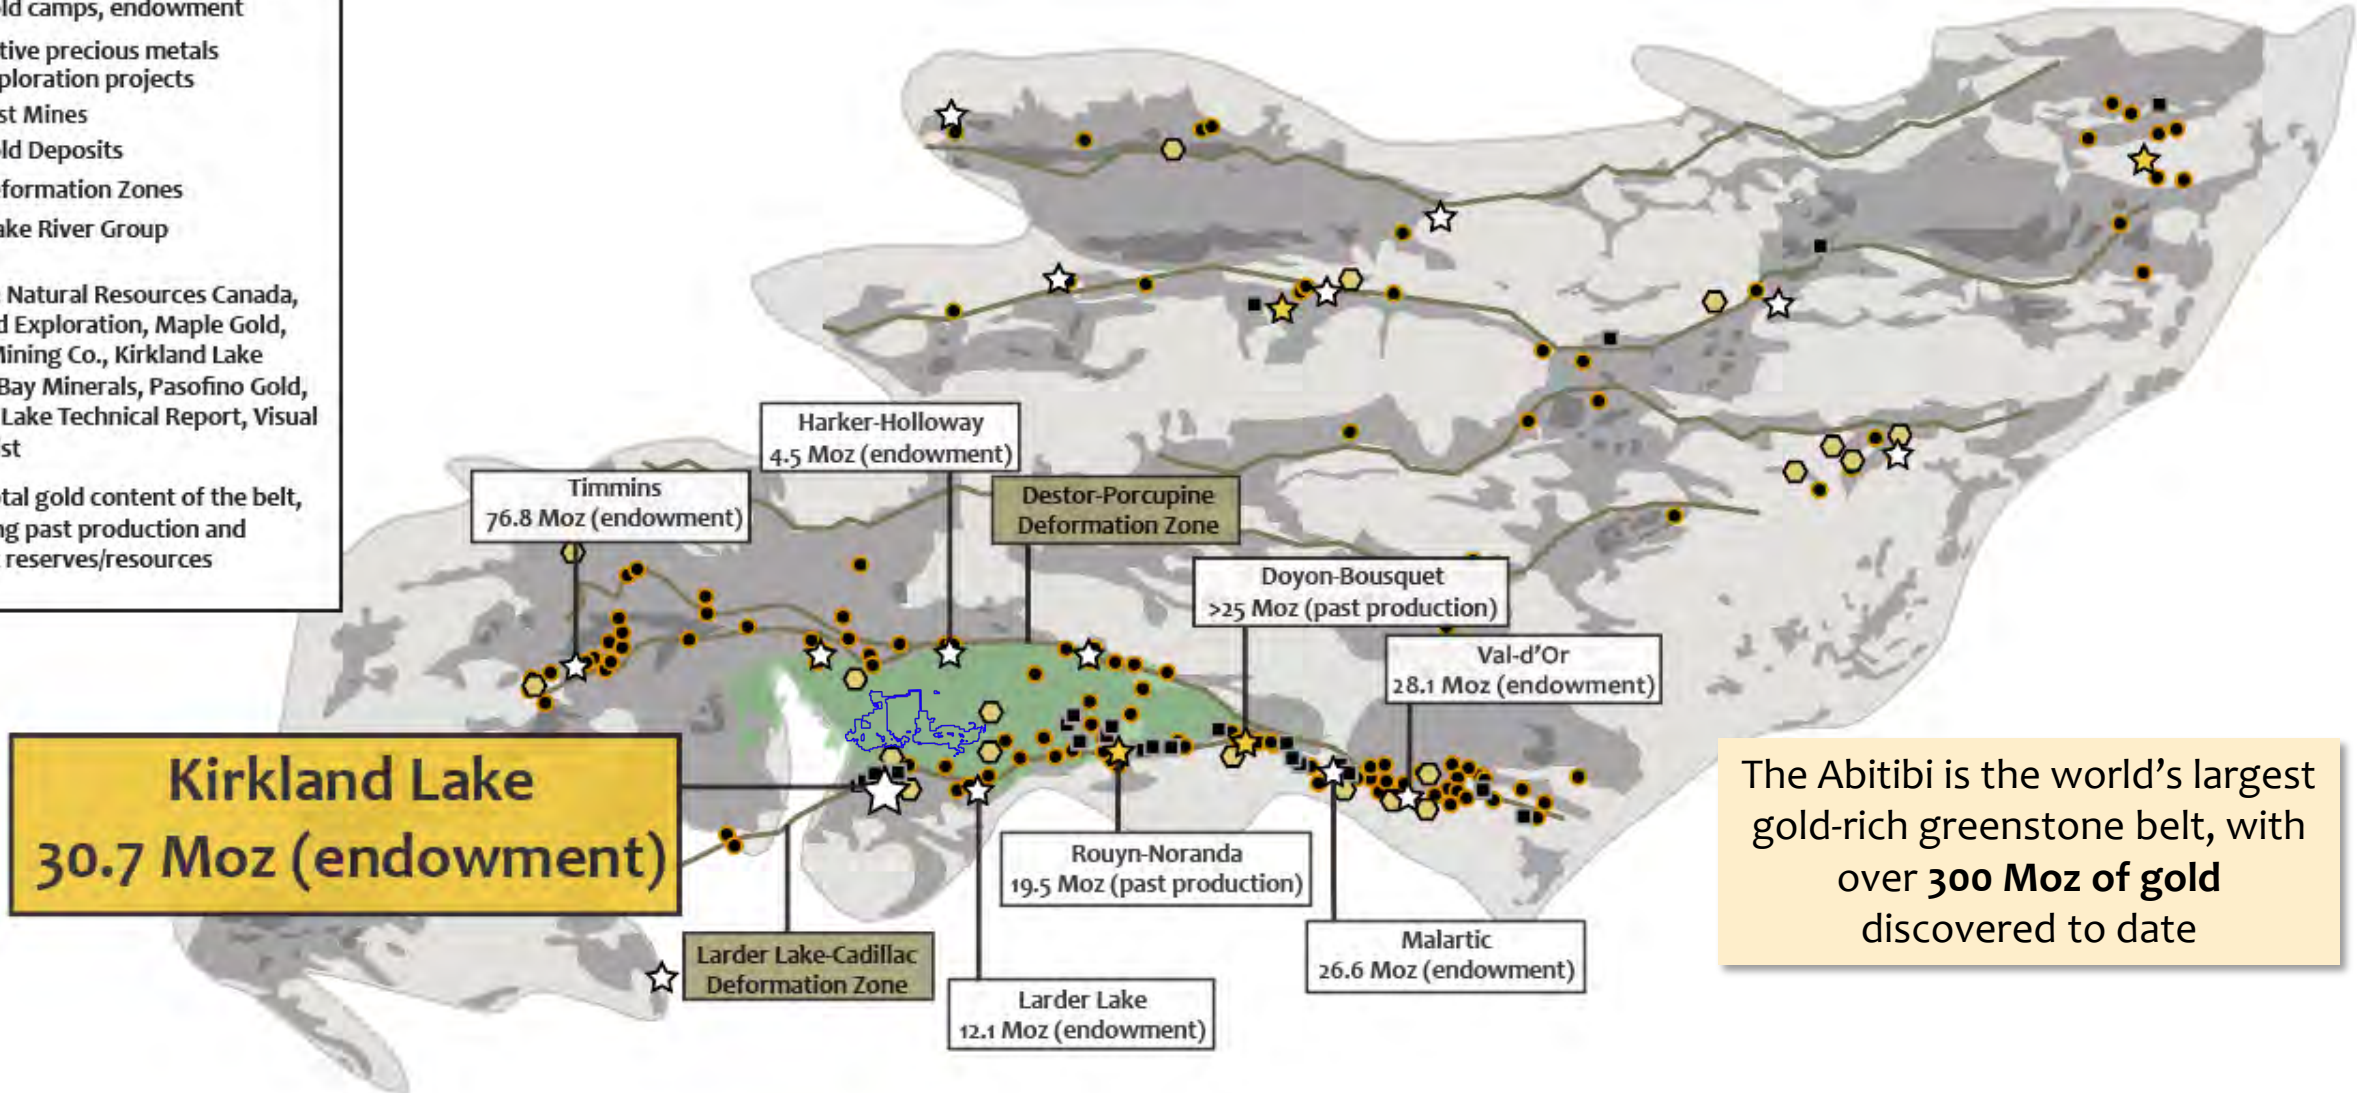 ld camps, endowment
tive precious metals
ploration projects
st Mines
ld Deposits
formation Zones
ake River Group
Natural Resources Canada,
d Exploration, Maple Gold,
Mining Co., Kirkland Lake
Bay Minerals, Pasofino Gold,
Lake Technical Report, Visual
st
otal gold content of the belt,
ng past production and
reserves/resources
Harker-Holloway
4.5 Moz (endowment)
Timmins
76.8 Moz (endowment)
Destor-Porcupine
Deformation Zone
Doyon-Bousquet
>25 Moz (past production)
Val-d’Or
28.1 Moz (endowment)
Kirkland Lake
30.7 Moz (endowment)
The Abitibi is the world’s largest
gold-rich greenstone belt, with
over 300 Moz of gold
discovered to date
Rouyn-Noranda
19.5 Moz (past production)
Malartic
26.6 Moz (endowment)
Larder Lake-Cadillac
Deformation Zone
Larder Lake
12.1 Moz (endowment)